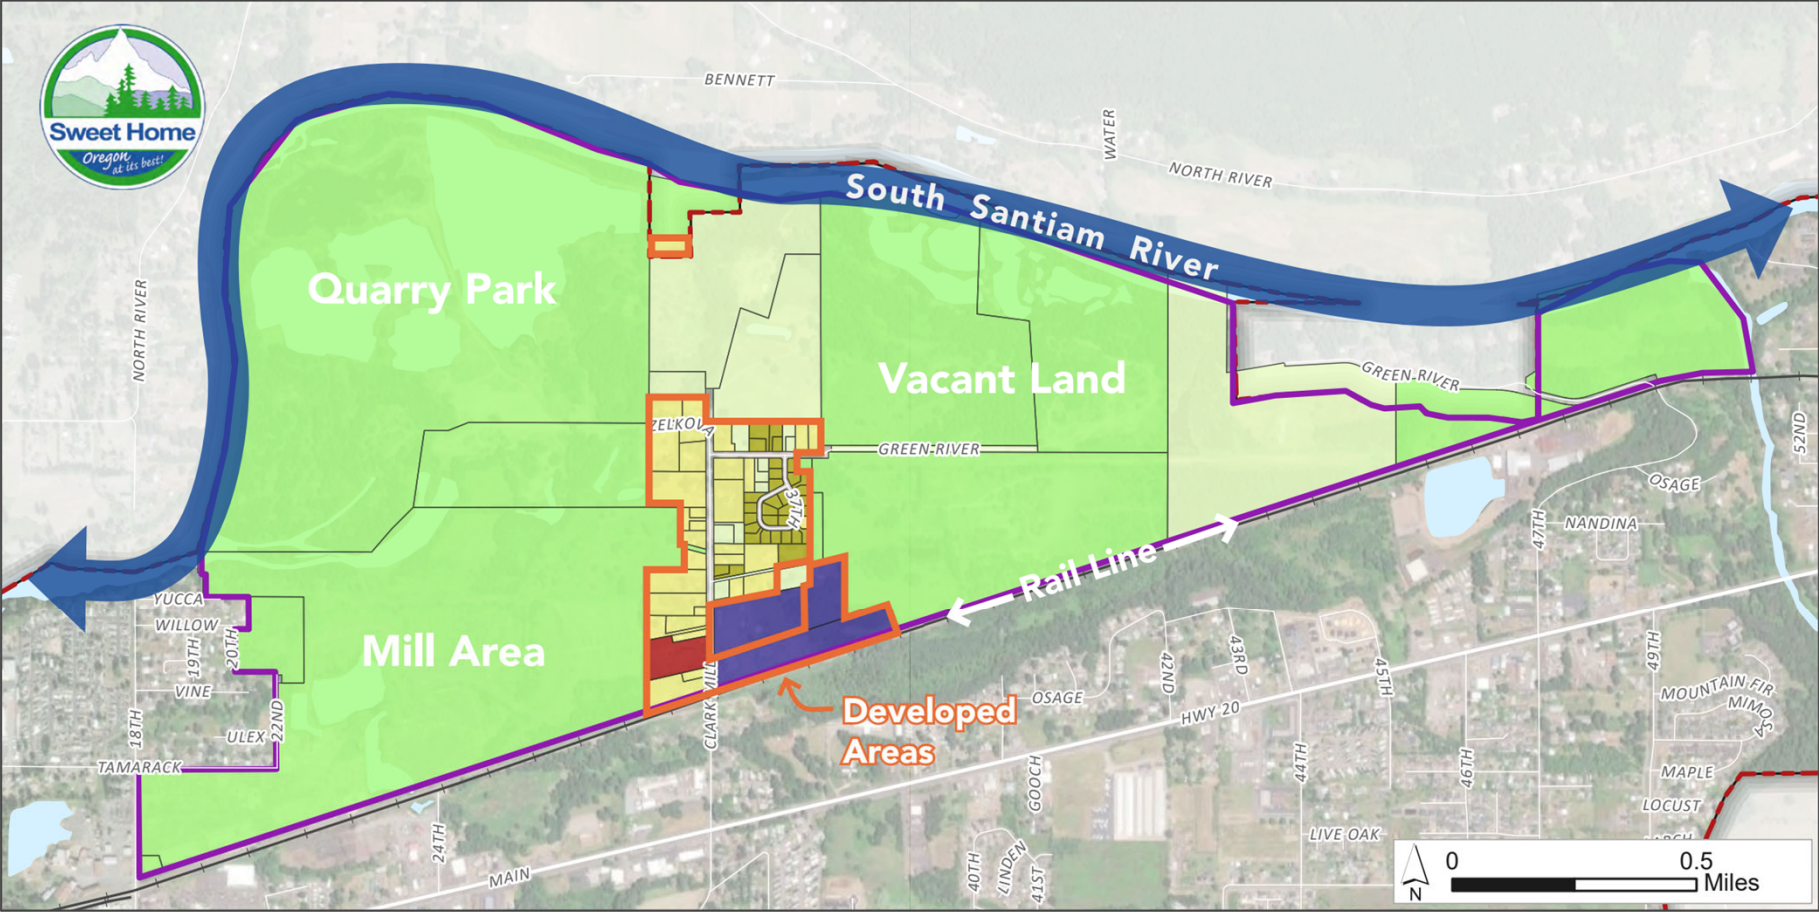 Sweet Home
Oregon
at its best!
BENNETT
WATER
NORTH RIVER
South Santiam River
NORTH RIVER
Quarry Park
Vacant Land
GREEN RIVER
ZELKOVA
GREEN RIVER
37TH
52ND
OSAGE
47TH
NANDINA
Rail Line
YUCCA
WILLOW
19TH
20TH
Mill Area
VINE
22ND
18TH
ULEX
TAMARACK
CLARK MILL
Developed
Areas
OSAGE
42ND
43RD
45TH
49TH
HWY 20
MOUNTAIN FIR
MIMOSA
44TH
46TH
GOOCH
MAPLE
LOCUST
LARCH
24TH
MAIN
40TH
LINDEN
41ST
LIVE OAK
N
0 0.5
Miles